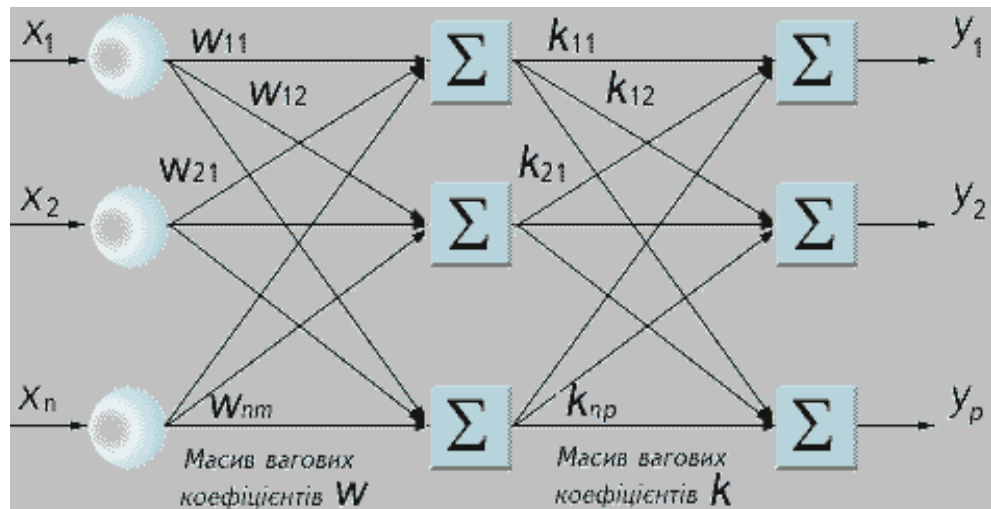 x1 w11 Σ k11 Σ y1
w12 k12
w21 k21
x2 Σ Σ y2
xn wnm Σ knp Σ yp
Масив вагових Масив вагових
коефіцієнтів w коефіцієнтів k